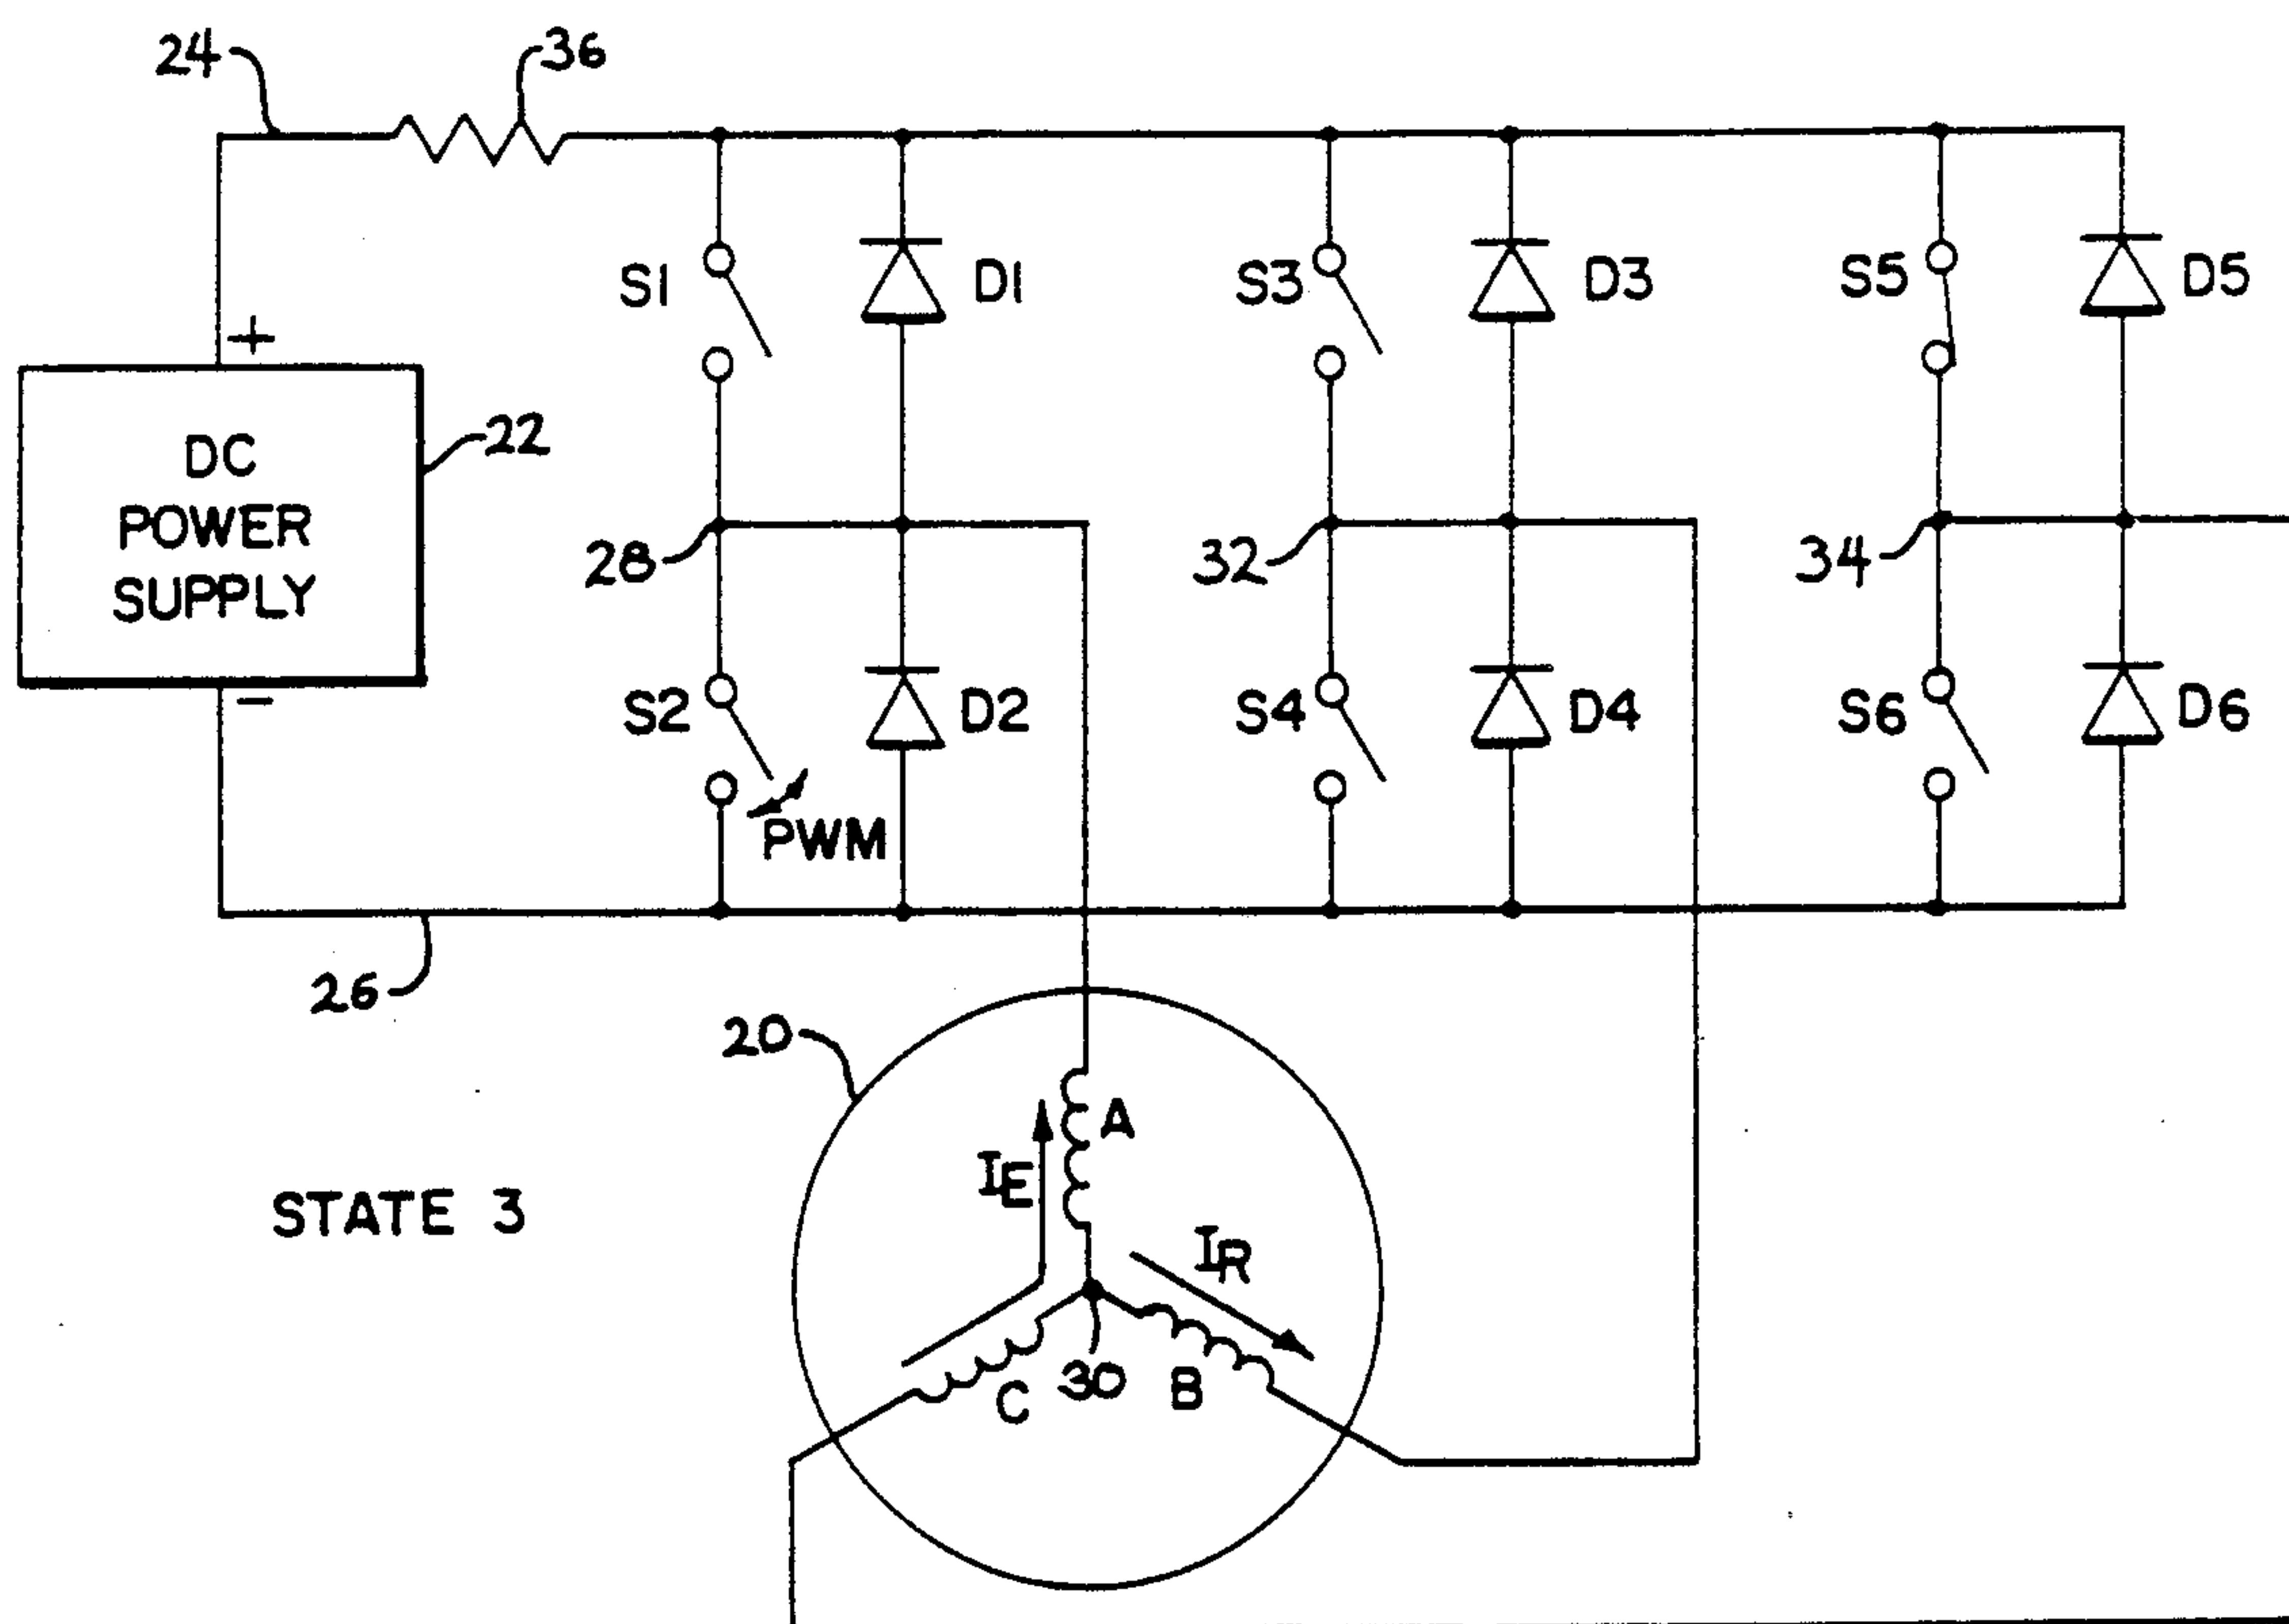 24
36
+
S1
D1
S3
D3
S5
D5
DC
POWER
SUPPLY
22
28
32
34
-
S2
D2
S4
D4
S6
D6
PWM
26
20
A
IE
STATE 3
IR
C
30
B